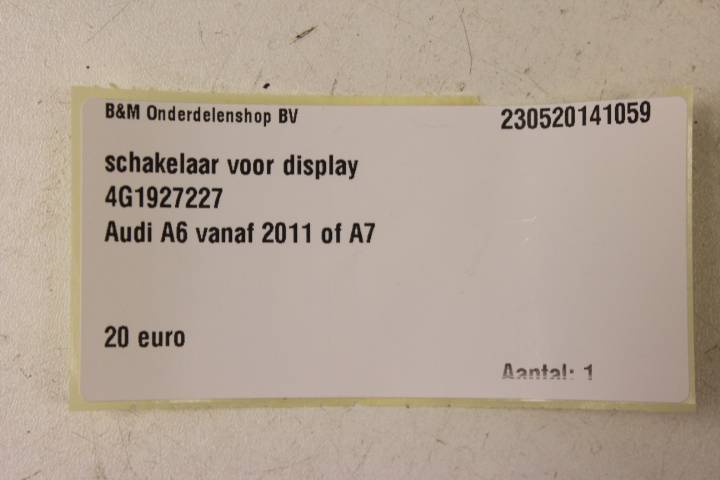 B&M Onderdelenshop BV
230520141059
schakelaar voor display
4G1927227
Audi A6 vanaf 2011 of A7
20 euro
Aantal: 1